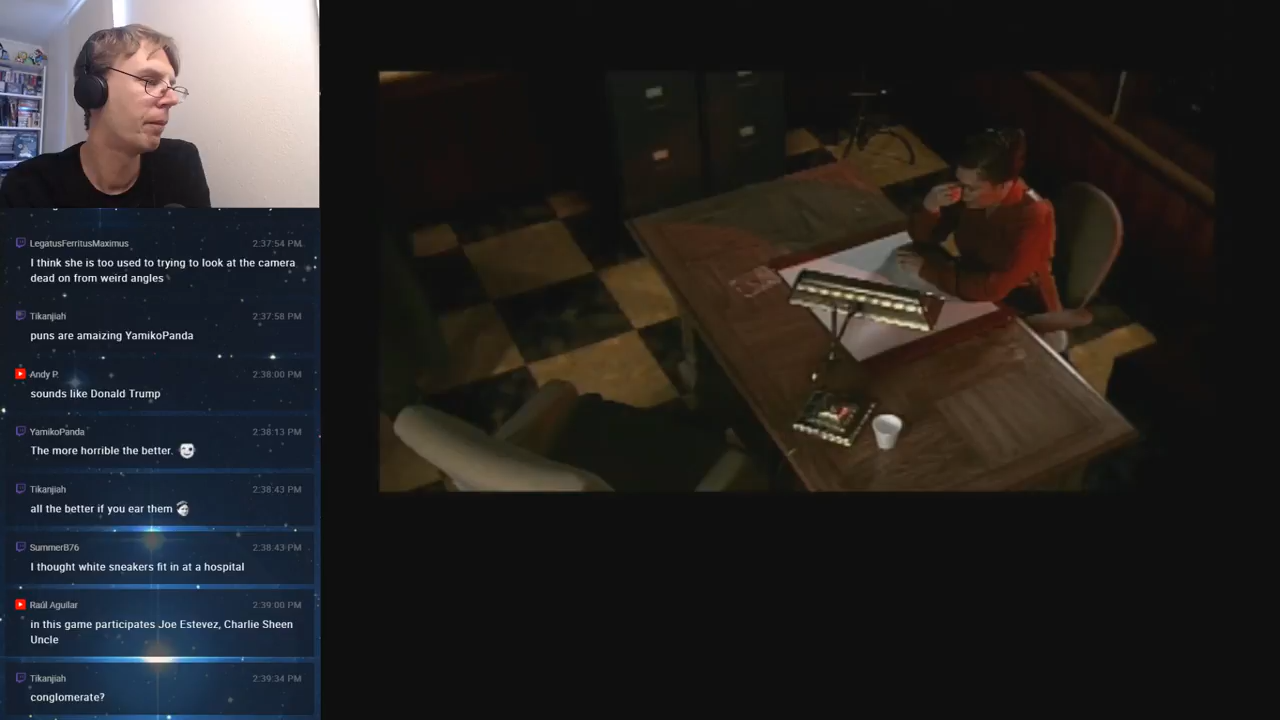 LegatusFerritusMaximus 2:37:54 PM
I think she is too used to trying to look at the camera
dead on from weird angles
Tikanjiah 2:37:58 PM
puns are amaizing YamikoPanda
Andy P. 2:38:00 PM
sounds like Donald Trump
YamikoPanda 2:38:13 PM
The more horrible the better.
Tikanjiah 2:38:43 PM
all the better if you ear them
SummerB76 2:38:43 PM
I thought white sneakers fit in at a hospital
Raúl Aguilar 2:39:00 PM
in this game participates Joe Estevez, Charlie Sheen
Uncle
Tikanjiah 2:39:34 PM
conglomerate?